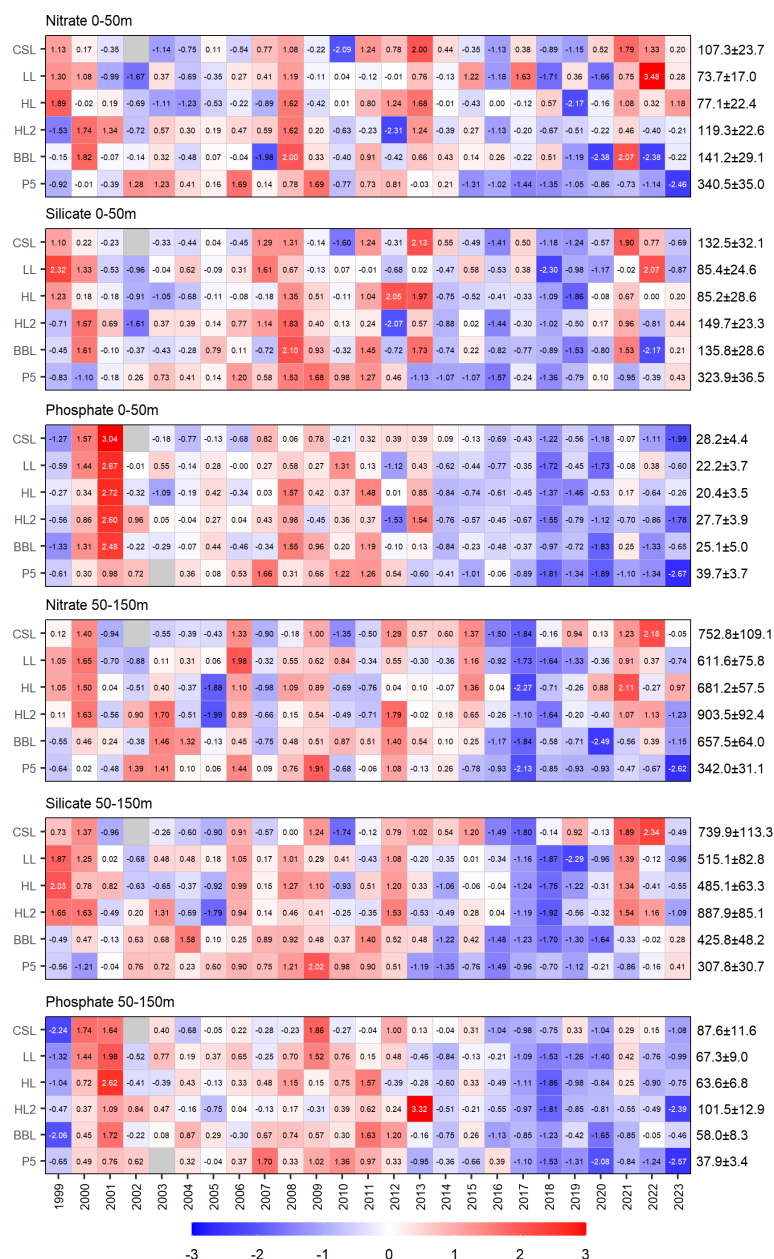 Nitrate 0-50m
CSL 1.13 0.17 -0.35 -1.14 -0.75 0.11 -0.54 0.77 1.08 -0.22 -2.09 1.24 0.78 2.00 0.44 -0.35 -1.13 0.38 -0.89 -1.15 0.52 1.79 1.33 0.20 107.3±23.7
LL 1.30 1.08 -0.99 -1.67 0.37 -0.69 -0.35 0.27 0.41 1.19 -0.11 0.04 -0.12 -0.01 0.76 -0.13 1.22 -1.18 1.63 -1.71 0.36 -1.66 0.75 3.48 0.28 73.7±17.0
HL 1.89 -0.02 0.19 -0.69 -1.11 -1.23 -0.53 -0.22 -0.89 1.62 -0.42 0.01 0.80 1.24 1.68 -0.01 -0.43 0.00 -0.12 0.57 -2.17 -0.16 1.08 0.32 1.18 77.1±22.4
HL2 -1.53 1.74 1.34 -0.72 0.57 0.30 0.19 0.47 0.59 1.62 0.20 -0.63 -0.23 -2.31 1.24 -0.39 0.27 -1.13 -0.20 -0.67 -0.51 -0.22 0.46 -0.40 -0.21 119.3±22.6
BBL -0.15 1.82 -0.07 -0.14 0.32 -0.48 0.07 -0.04 -1.98 2.00 0.33 -0.40 0.91 -0.42 0.66 0.43 0.14 0.26 -0.22 0.51 -1.19 -2.38 2.07 -2.38 -0.22 141.2±29.1
P5 -0.92 -0.01 -0.39 1.28 1.23 0.41 0.16 1.69 0.14 0.78 1.69 -0.77 0.73 0.81 -0.03 0.21 -1.31 -1.02 -1.44 -1.35 -1.05 -0.86 -0.73 -1.14 -2.46 340.5±35.0
Silicate 0-50m
CSL 1.10 0.22 -0.23 -0.33 -0.44 0.04 -0.45 1.29 1.31 -0.14 -1.60 1.24 -0.31 2.13 0.55 -0.49 -1.41 0.50 -1.18 -1.24 -0.57 1.90 0.77 -0.69 132.5±32.1
LL 2.32 1.33 -0.53 -0.96 -0.04 0.62 -0.09 0.31 1.61 0.67 -0.13 0.07 -0.01 -0.68 0.02 -0.47 0.58 -0.53 0.38 -2.30 -0.98 -1.17 -0.02 2.07 -0.87 85.4±24.6
HL 1.23 0.18 -0.18 -0.91 -1.05 -0.68 -0.11 -0.08 -0.18 1.35 0.51 -0.11 1.04 2.05 1.97 -0.75 -0.52 -0.41 -0.33 -1.09 -1.86 -0.08 0.67 0.00 0.20 85.2±28.6
HL2 -0.71 1.67 0.69 -1.61 0.37 0.39 0.14 0.77 1.14 1.83 0.40 0.13 0.24 -2.07 0.57 -0.88 0.02 -1.44 -0.30 -1.02 -0.50 0.17 0.96 -0.81 0.44 149.7±23.3
BBL -0.45 1.61 -0.10 -0.37 -0.43 -0.28 0.79 0.11 -0.72 2.10 0.93 -0.32 1.45 -0.72 1.73 -0.74 0.22 -0.82 -0.77 -0.89 -1.53 -0.80 1.53 -2.17 0.21 135.8±28.6
P5 -0.83 -1.10 -0.18 0.26 0.73 0.41 0.14 1.20 0.58 1.53 1.68 0.98 1.27 0.46 -1.13 -1.07 -1.07 -1.57 -0.24 -1.36 -0.79 0.10 -0.95 -0.39 0.43 323.9±36.5
Phosphate 0-50m
CSL -1.27 1.57 3.04 -0.18 -0.77 -0.13 -0.68 0.82 0.06 0.78 -0.21 0.32 0.39 0.39 0.09 -0.13 -0.69 -0.43 -1.22 -0.56 -1.18 -0.07 -1.11 -1.99 28.2±4.4
LL -0.59 1.44 2.67 -0.01 0.55 -0.14 0.28 -0.00 0.27 0.58 0.27 1.31 0.13 -1.12 0.43 -0.62 -0.44 -0.77 -0.35 -1.72 -0.45 -1.73 -0.08 0.38 -0.60 22.2±3.7
HL -0.27 0.34 2.72 -0.32 -1.09 -0.19 0.42 -0.34 0.03 1.57 0.42 0.37 1.48 0.01 0.85 -0.84 -0.74 -0.61 -0.45 -1.37 -1.46 -0.53 0.17 -0.64 -0.26 20.4±3.5
HL2 -0.56 0.86 2.60 0.96 0.05 -0.04 0.27 0.04 0.43 0.98 -0.45 0.36 0.37 -1.53 1.54 -0.76 -0.57 -0.45 -0.67 -1.55 -0.79 -1.12 -0.70 -0.86 -1.78 27.7±3.9
BBL -1.33 1.31 2.48 -0.22 -0.29 -0.07 0.44 -0.46 -0.34 1.55 0.96 0.20 1.19 -0.10 0.13 -0.84 -0.23 -0.48 -0.37 -0.97 -0.72 -1.83 0.25 -1.33 -0.65 25.1±5.0
P5 -0.61 0.30 0.98 0.72 0.36 0.08 0.53 1.66 0.31 0.66 1.22 1.26 0.54 -0.60 -0.41 -1.01 -0.06 -0.89 -1.81 -1.34 -1.89 -1.10 -1.34 -2.67 39.7±3.7
Nitrate 50-150m
CSL 0.12 1.40 -0.94 -0.55 -0.39 -0.43 1.33 -0.90 -0.18 1.00 -1.35 -0.50 1.29 0.57 0.60 1.37 -1.50 -1.84 -0.16 0.94 0.13 1.23 2.18 -0.05 752.8±109.1
LL 1.05 1.65 -0.70 -0.88 0.11 0.31 0.06 1.98 -0.32 0.55 0.62 0.84 -0.34 0.55 -0.30 -0.36 1.16 -0.92 -1.73 -1.64 -1.33 -0.36 0.91 0.37 -0.74 611.6±75.8
HL 1.05 1.50 0.04 -0.51 0.40 -0.37 -1.88 1.10 -0.98 1.09 0.89 -0.69 -0.76 0.04 0.10 -0.07 1.36 0.04 -2.27 -0.71 -0.26 0.88 2.11 -0.27 0.97 681.2±57.5
HL2 0.11 1.63 -0.56 0.90 1.70 -0.51 -1.99 0.89 -0.66 0.15 0.54 -0.49 -0.71 1.79 -0.02 0.18 0.65 -0.26 -1.10 -1.64 -0.20 -0.40 1.07 1.13 -1.23 903.5±92.4
BBL -0.55 0.46 0.24 -0.38 1.46 1.32 -0.13 0.45 -0.75 0.48 0.51 0.87 0.51 1.40 0.54 0.10 0.25 -1.17 -1.84 -0.58 -0.71 -2.49 -0.56 0.39 -1.15 657.5±64.0
P5 -0.64 0.02 -0.48 1.39 1.41 0.10 0.06 1.44 0.09 0.76 1.91 -0.68 -0.06 1.08 -0.13 0.26 -0.78 -0.93 -2.13 -0.85 -0.93 -0.93 -0.47 -0.67 -2.62 342.0±31.1
Silicate 50-150m
CSL 0.73 1.37 -0.96 -0.26 -0.60 -0.90 0.91 -0.57 0.00 1.24 -1.74 -0.12 0.79 1.02 0.54 1.20 -1.49 -1.80 -0.14 0.92 -0.13 1.89 2.34 -0.49 739.9±113.3
LL 1.87 1.25 0.02 -0.68 0.48 0.48 0.18 1.05 0.17 1.01 0.29 0.41 -0.43 1.08 -0.20 -0.35 0.01 -0.34 -1.16 -1.87 -2.29 -0.96 1.39 -0.12 -0.96 515.1±82.8
HL 2.03 0.78 0.82 -0.63 -0.65 -0.37 -0.92 0.99 0.15 1.27 1.10 -0.93 0.51 1.20 0.33 -1.06 -0.06 -0.04 -1.24 -1.75 -1.22 -0.31 1.34 -0.41 -0.55 485.1±63.3
HL2 1.65 1.63 -0.49 0.20 1.31 -0.69 -1.79 0.94 0.14 0.46 0.41 -0.25 -0.35 1.53 -0.53 -0.49 0.28 0.04 -1.19 -1.92 -0.56 -0.32 1.54 1.16 -1.09 887.9±85.1
BBL -0.49 0.47 -0.13 0.63 0.68 1.58 0.10 0.25 0.89 0.92 0.48 0.37 1.40 0.52 0.48 -1.22 0.42 -1.48 -1.23 -1.70 -1.30 -1.64 -0.33 -0.02 0.28 425.8±48.2
P5 -0.56 -1.21 -0.04 0.76 0.72 0.23 0.60 0.90 0.75 1.21 2.02 0.98 0.90 0.51 -1.19 -1.35 -0.76 -1.49 -0.96 -0.99 -1.12 -0.21 -0.86 -0.16 0.41 307.8±30.7
Phosphate 50-150m
CSL -2.24 1.74 1.64 0.40 -0.68 -0.05 0.22 -0.28 -0.23 1.86 -0.27 -0.04 1.00 0.13 -0.04 0.31 -1.04 -0.98 -0.75 0.33 -1.04 0.29 0.15 -1.08 87.6±11.6
LL -1.32 1.44 1.98 -0.52 0.77 0.19 0.37 0.65 -0.25 0.70 1.52 0.76 0.15 0.48 -0.46 -0.84 -0.13 -0.21 -1.09 -1.53 -1.26 -1.40 0.42 -0.76 -0.99 67.3±9.0
HL -1.04 0.72 2.62 -0.41 -0.39 0.43 -0.13 0.33 0.48 1.15 0.15 0.75 1.57 -0.39 -0.28 -0.60 0.33 -0.49 -1.11 -1.86 -0.98 -0.84 0.25 -0.90 -0.75 63.6±6.8
HL2 -0.47 0.37 1.09 0.84 0.47 -0.16 -0.75 0.04 -0.13 0.17 -0.31 0.39 0.62 0.24 3.32 -0.51 -0.21 -0.55 -0.97 -1.81 -0.85 -0.81 -0.55 -0.49 -2.39 101.5±12.9
BBL -2.06 0.45 1.72 -0.22 0.08 0.87 0.29 -0.30 0.67 0.74 0.57 0.30 1.63 1.20 -0.16 -0.75 0.26 -1.13 -0.85 -1.23 -0.42 -1.65 -0.85 -0.05 -0.46 58.0±8.3
P5 -0.65 0.49 0.76 0.62 0.32 -0.04 0.37 1.70 0.33 1.02 1.36 0.97 0.33 -0.95 -0.36 -0.66 0.39 -1.10 -1.53 -1.31 -2.08 -0.84 -1.24 -2.57 37.9±3.4
1999 2000 2001 2002 2003 2004 2005 2006 2007 2008 2009 2010 2011 2012 2013 2014 2015 2016 2017 2018 2019 2020 2021 2022 2023
-3 -2 -1 0 1 2 3